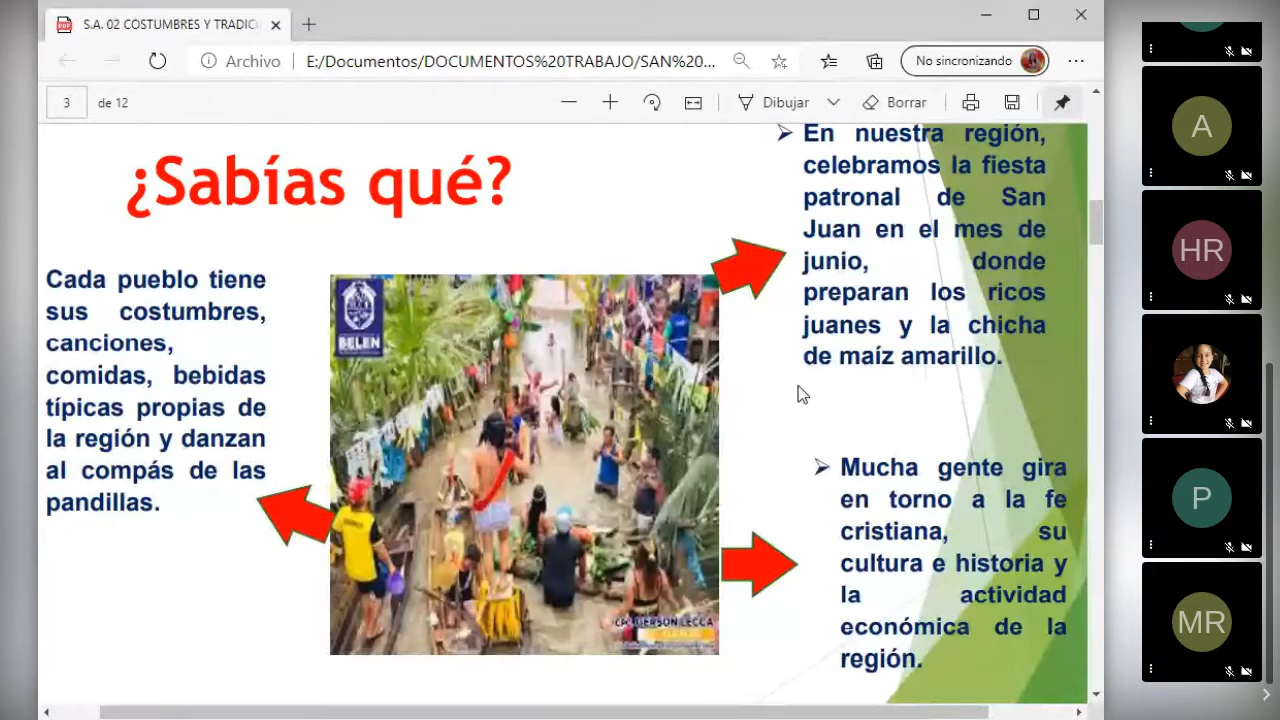 S.A. 02 COSTUMBRES Y TRADICI
Archivo
E:/Documentos/DOCUMENTOS%20TRABAJO/SAN%20...
No sincronizando
3
de 12
Dibujar
Borrar
¿Sabías qué?
Cada pueblo tiene
sus costumbres,
canciones,
comidas, bebidas
típicas propias de
la región y danzan
al compás de las
pandillas.
BELEN
CPC. GERSON LECCA
En nuestra región,
celebramos la fiesta
patronal de San
Juan en el mes de
junio, donde
preparan los ricos
juanes y la chicha
de maíz amarillo.
Mucha gente gira
en torno a la fe
cristiana, su
cultura e historia y
la actividad
económica de la
región.
A
HR
P
MR